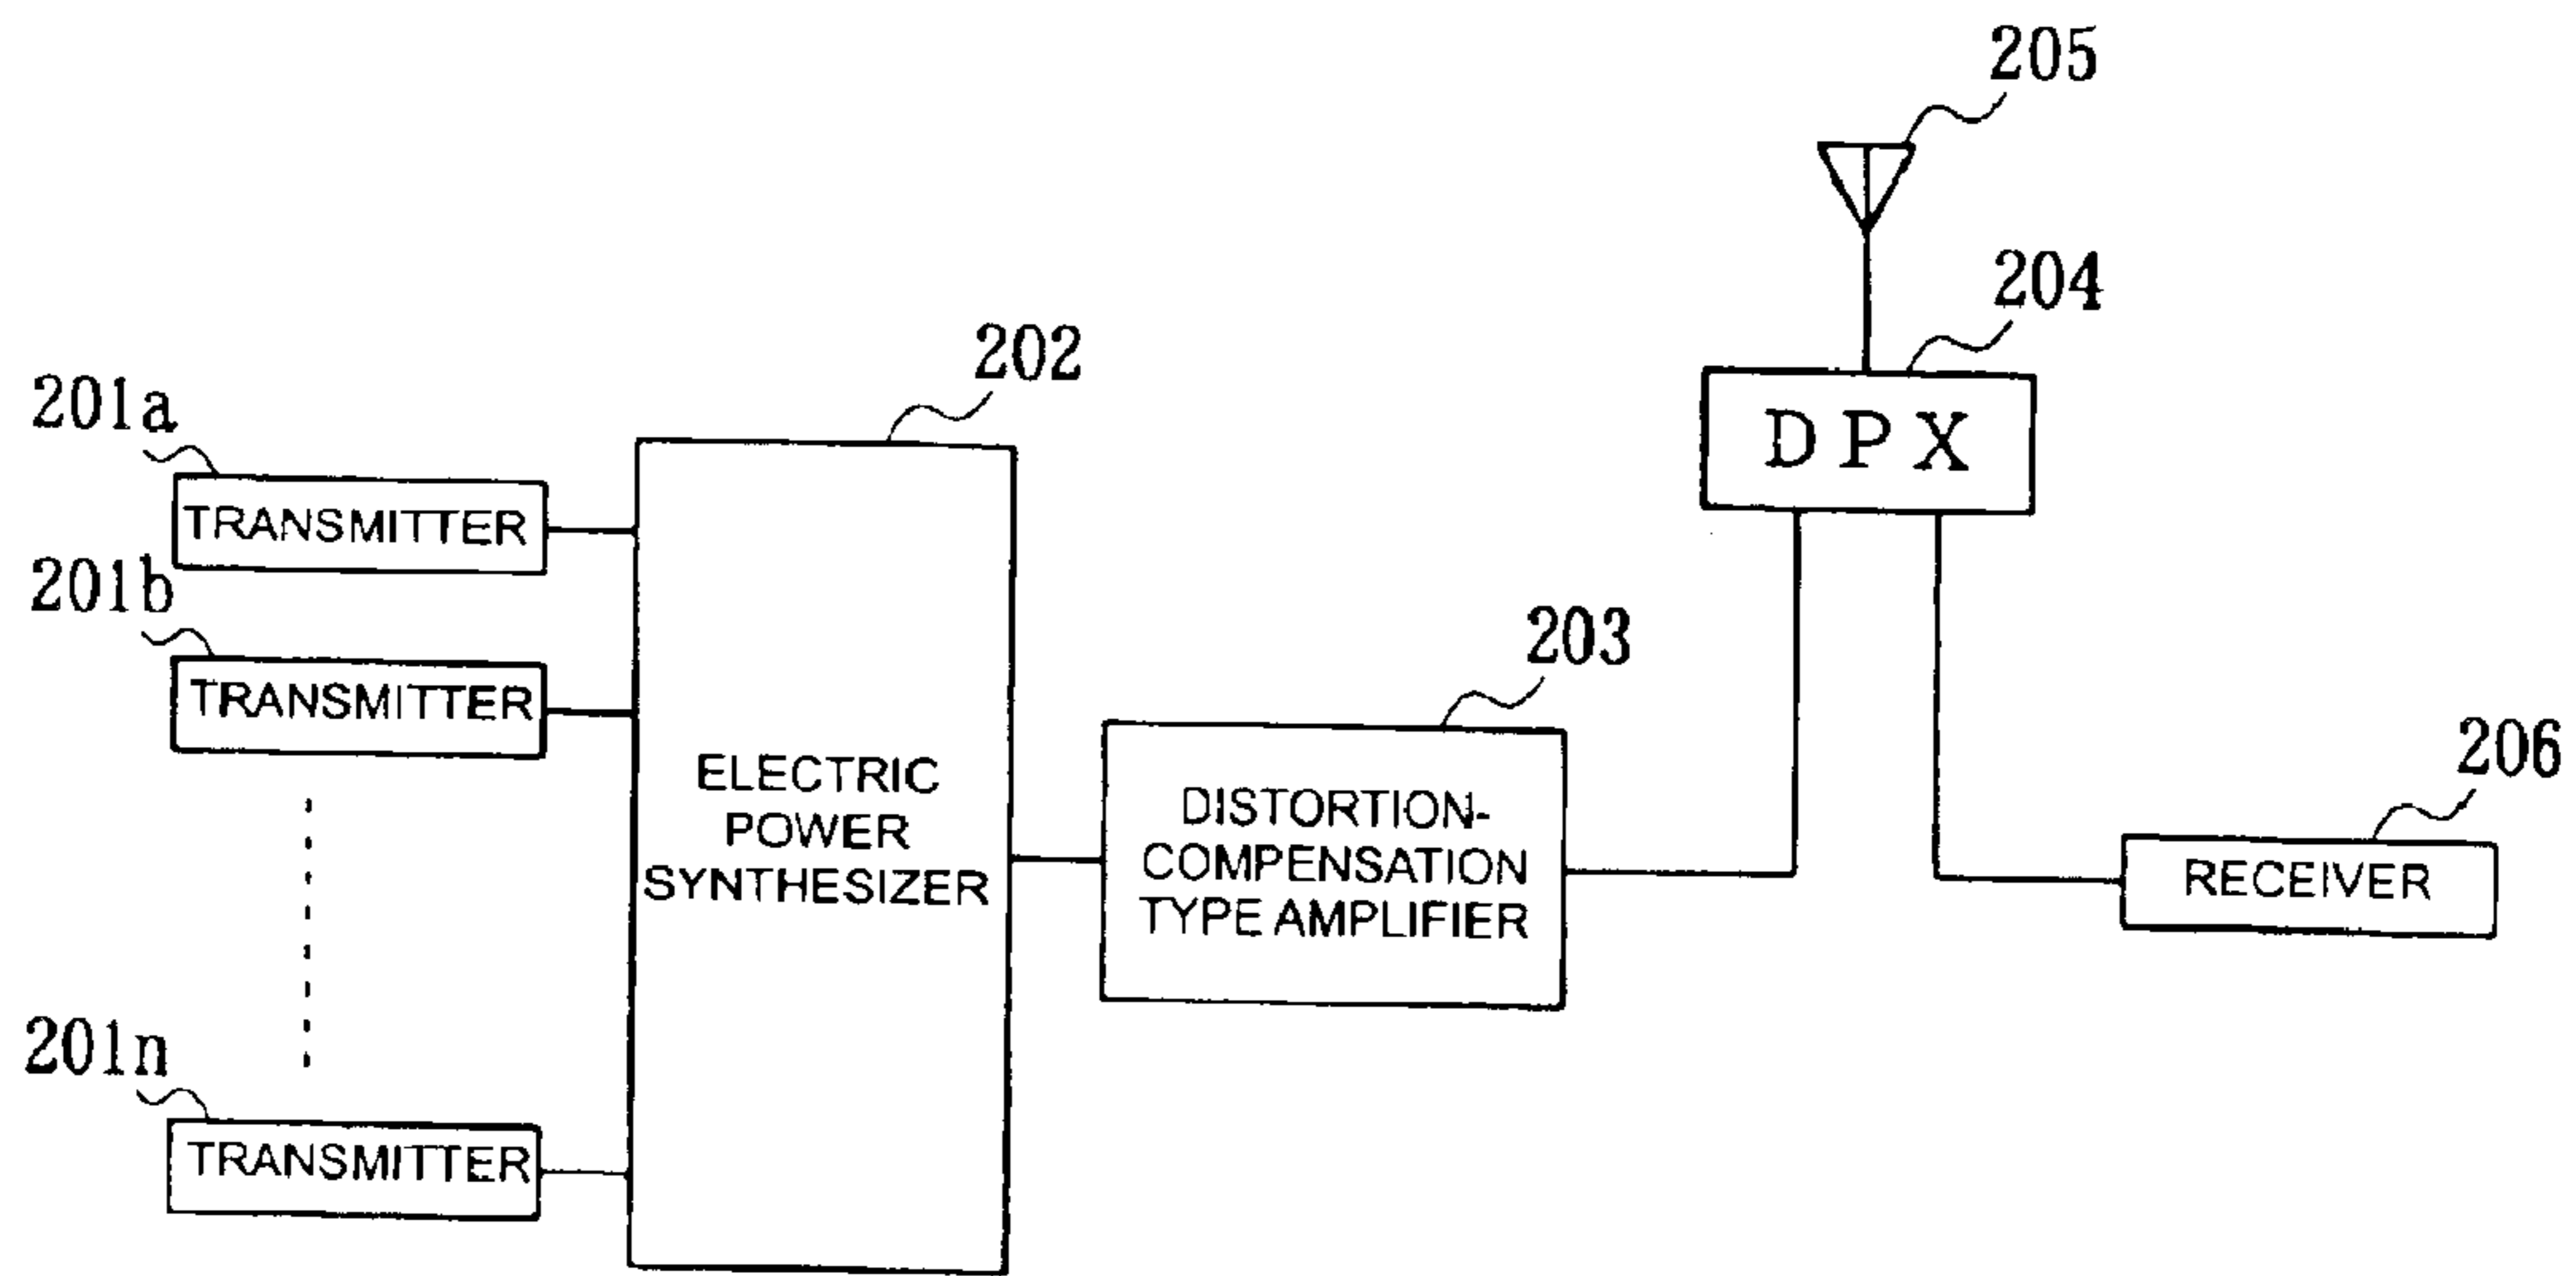 205
204
202
201a
DPX
TRANSMITTER
201b
203
TRANSMITTER
206
ELECTRIC
POWER
SYNTHESIZER
DISTORTION-
COMPENSATION
TYPE AMPLIFIER
RECEIVER
201n
TRANSMITTER